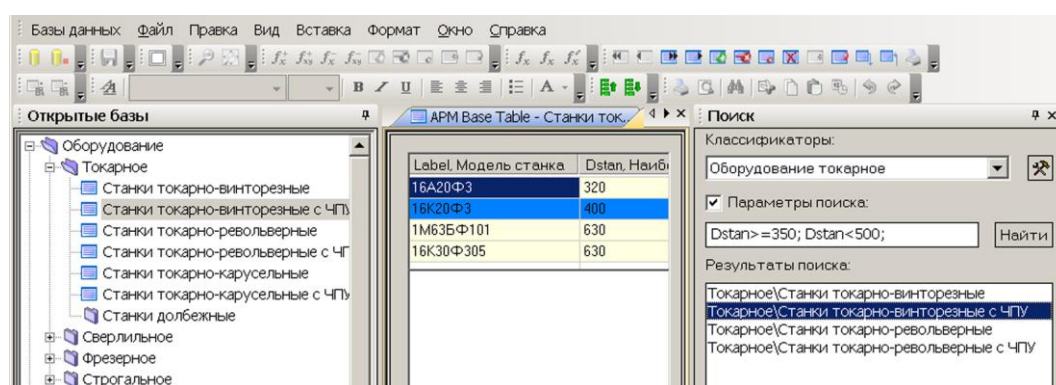 Базы данных Файл Правка Вид Вставка Формат Окно Справка
Открытые базы
Оборудование
Токарное
Станки токарно-винторезные
Станки токарно-винторезные с ЧПУ
Станки токарно-револьверные
Станки токарно-револьверные с ЧГ
Станки токарно-карусельные
Станки токарно-карусельные с ЧПУ
Станки долбежные
Сверлильное
Фрезерное
Строгальное
APM Base Table - Станки ток...
Label, Модель станка Dstan, Наибо
16А20Ф3 320
16К20Ф3 400
1М63БФ101 630
16К30Ф305 630
Поиск
Классификаторы:
Оборудование токарное
Параметры поиска:
Dstan>=350; Dstan<500; Найти
Результаты поиска:
Токарное\Станки токарно-винторезные
Токарное\Станки токарно-винторезные с ЧПУ
Токарное\Станки токарно-револьверные
Токарное\Станки токарно-револьверные с ЧПУ